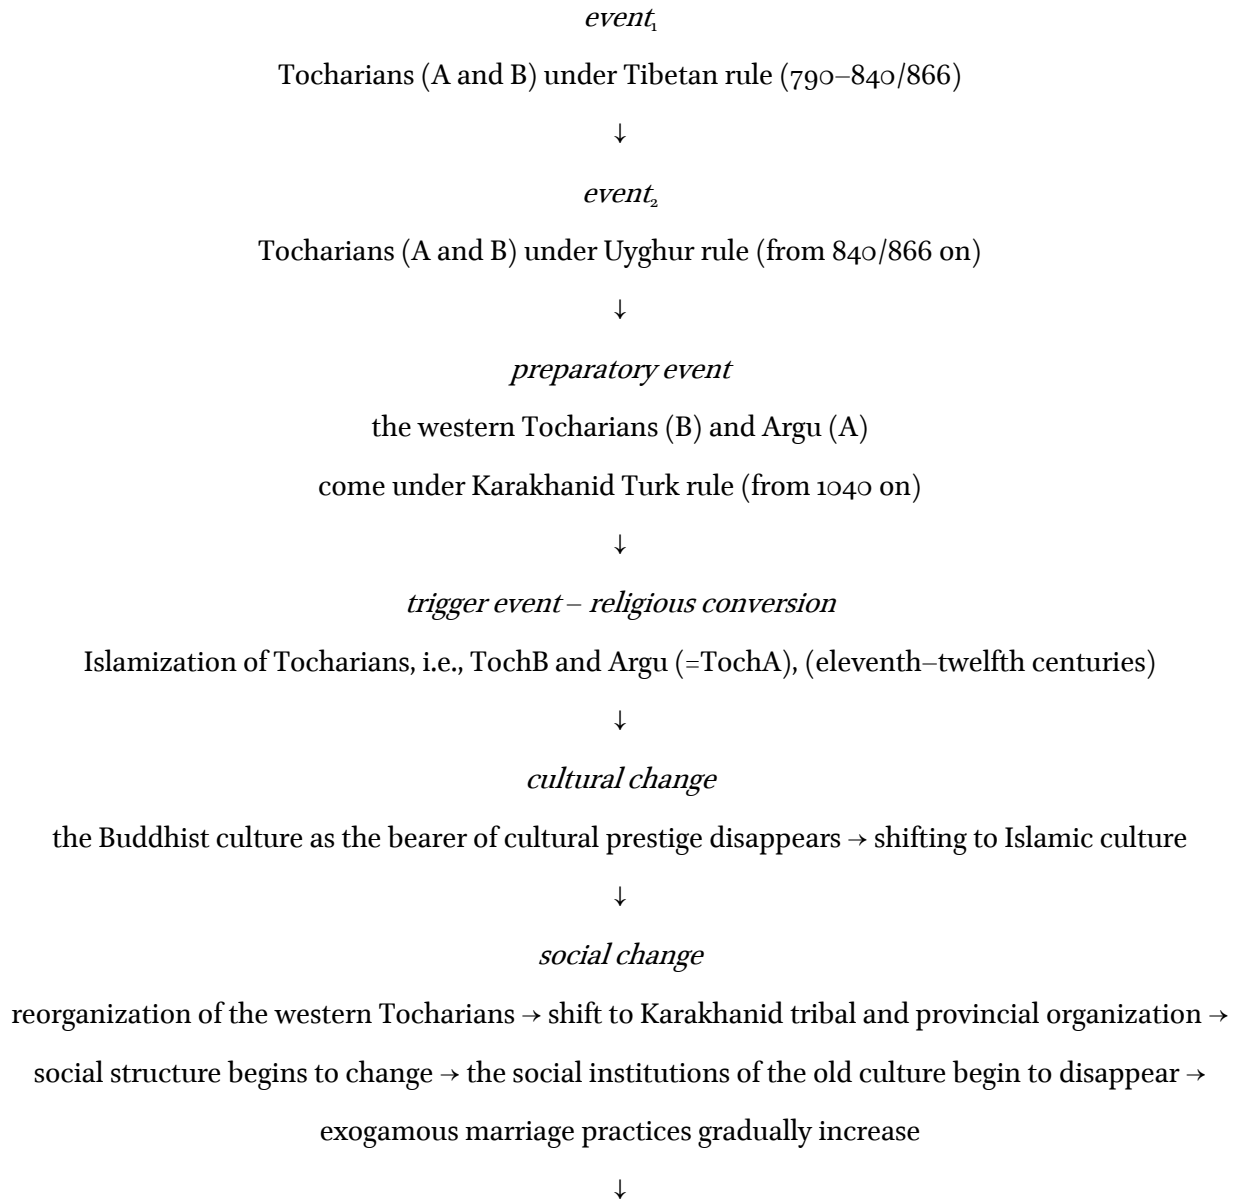 event₁
Tocharians (A and B) under Tibetan rule (790–840/866)
↓
event₂
Tocharians (A and B) under Uyghur rule (from 840/866 on)
↓
preparatory event
the western Tocharians (B) and Argu (A)
come under Karakhanid Turk rule (from 1040 on)
↓
trigger event – religious conversion
Islamization of Tocharians, i.e., TochB and Argu (=TochA), (eleventh–twelfth centuries)
↓
cultural change
the Buddhist culture as the bearer of cultural prestige disappears → shifting to Islamic culture
↓
social change
reorganization of the western Tocharians → shift to Karakhanid tribal and provincial organization →
social structure begins to change → the social institutions of the old culture begin to disappear →
exogamous marriage practices gradually increase
↓